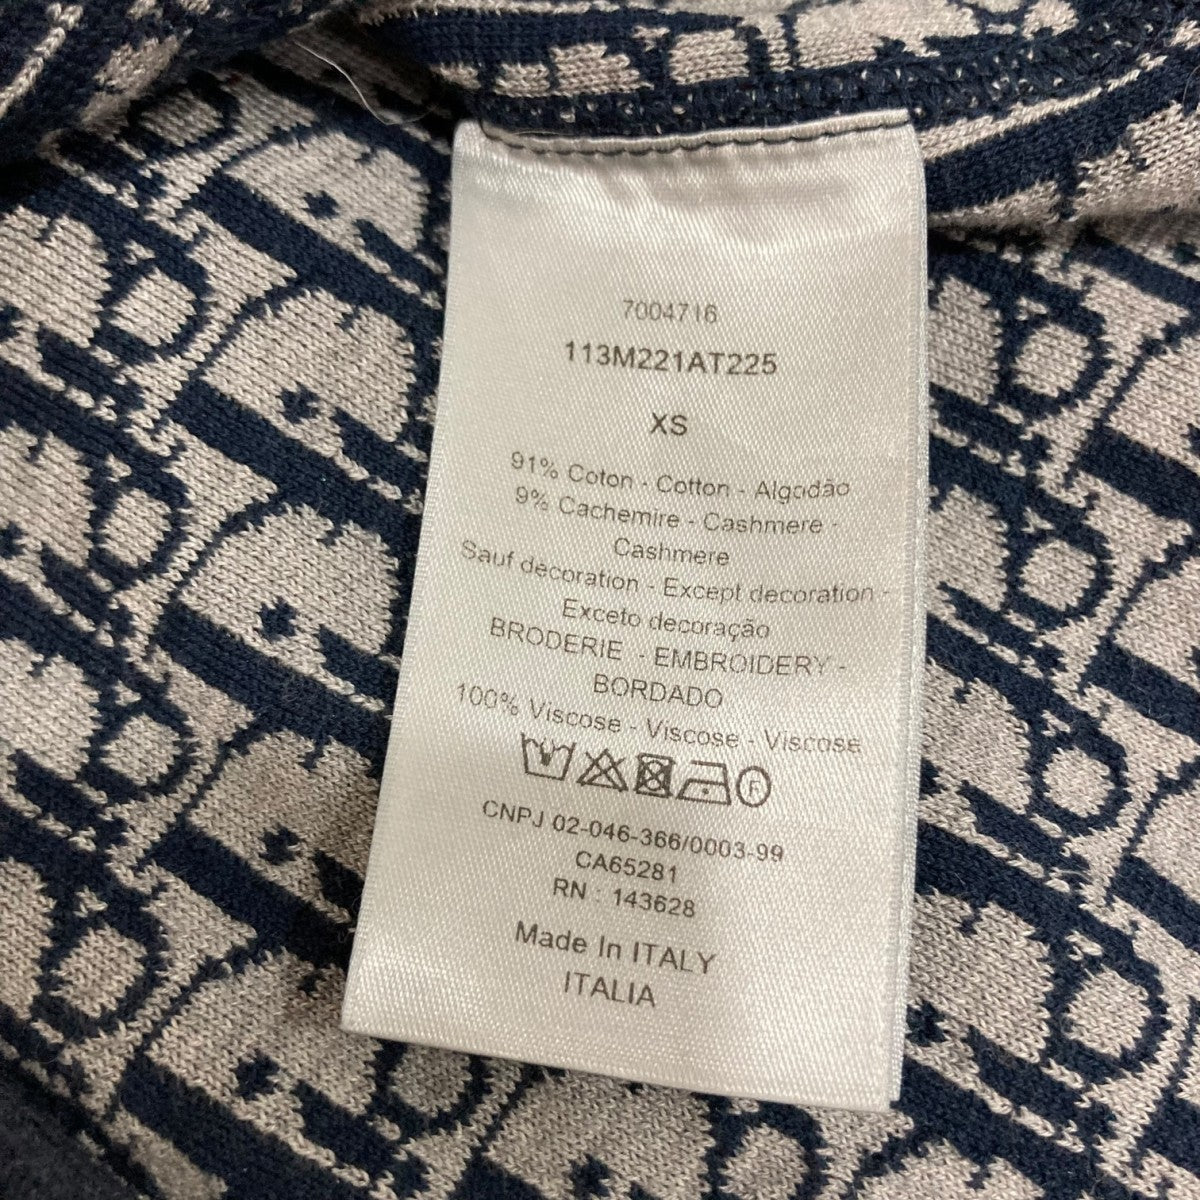 7004716
113M221AT225
XS
91% Coton - Cotton - Algodão
9% Cachemire - Cashmere -
Cashmere
Sauf decoration - Except decoration -
Exceto decoração
BRODERIE - EMBROIDERY -
BORDADO
100% Viscose - Viscose - Viscose
F
CNPJ 02-046-366/0003-99
CA65281
RN : 143628
Made In ITALY
ITALIA